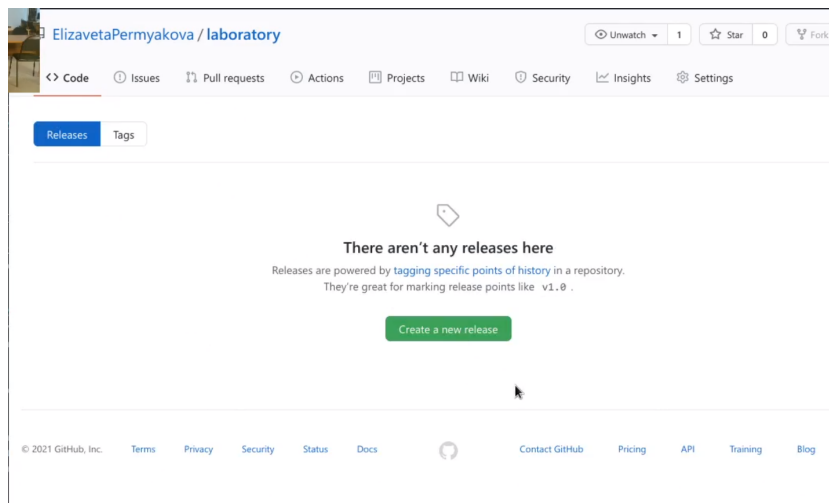 ElizavetaPermyakova / laboratory
Unwatch 1 Star 0 Fork
Code Issues Pull requests Actions Projects Wiki Security Insights Settings
Releases Tags
There aren't any releases here
Releases are powered by tagging specific points of history in a repository.
They're great for marking release points like v1.0 .
Create a new release
© 2021 GitHub, Inc. Terms Privacy Security Status Docs Contact GitHub Pricing API Training Blog